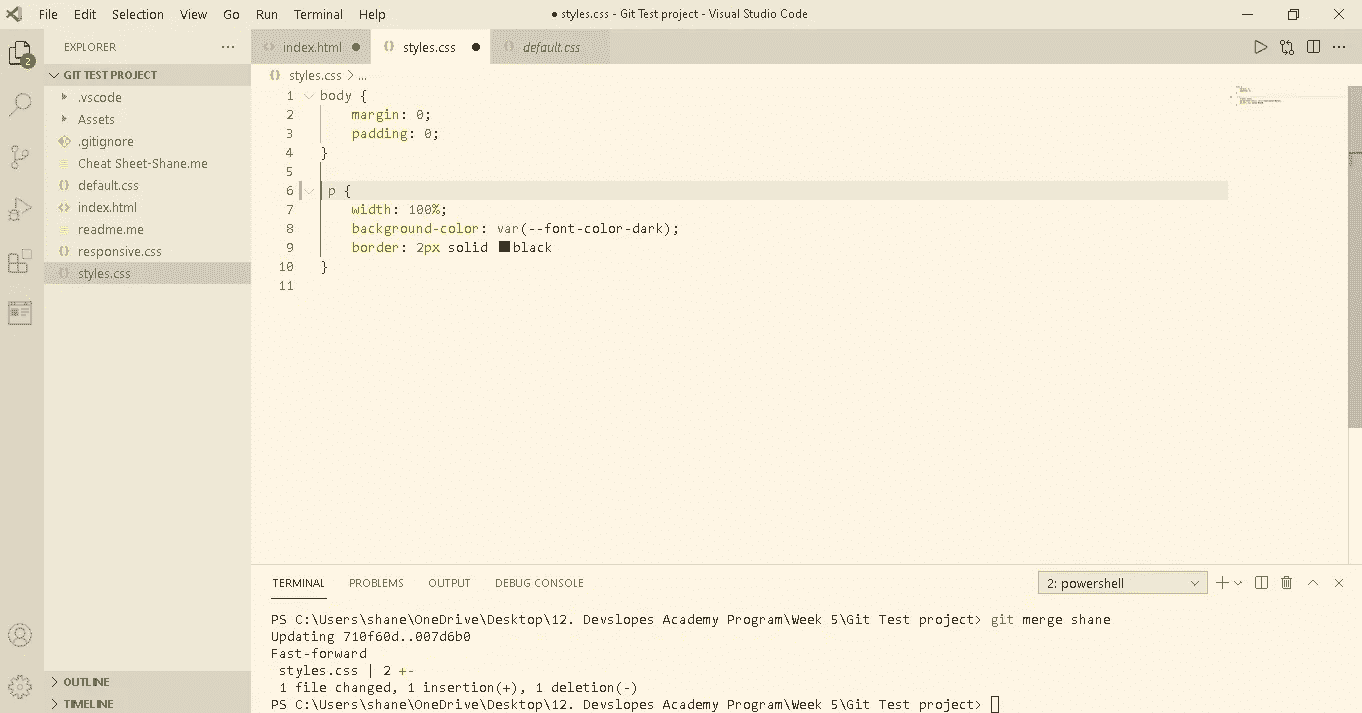 File Edit Selection View Go Run Terminal Help ● styles.css - Git Test project - Visual Studio Code
2
EXPLORER ...
GIT TEST PROJECT
.vscode
Assets
.gitignore
Cheat Sheet-Shane.me
default.css
index.html
readme.me
responsive.css
styles.css
OUTLINE
TIMELINE
index.html ● styles.css ● default.css
styles.css > ...
1 body {
2 margin: 0;
3 padding: 0;
4 }
5
6 p {
7 width: 100%;
8 background-color: var(--font-color-dark);
9 border: 2px solid black
10 }
11
TERMINAL PROBLEMS OUTPUT DEBUG CONSOLE 2: powershell
PS C:\Users\shane\OneDrive\Desktop\12. Devslopes Academy Program\Week 5\Git Test project> git merge shane
Updating 710f60d..007d6b0
Fast-forward
styles.css | 2 +-
1 file changed, 1 insertion(+), 1 deletion(-)
PS C:\Users\shane\OneDrive\Desktop\12. Devslopes Academy Program\Week 5\Git Test project>